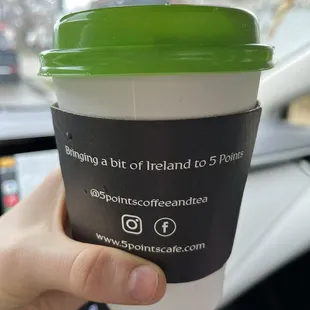 Bringing a bit of Ireland to 5 Points
@5pointscoffeeandtea
www.5pointscafe.com